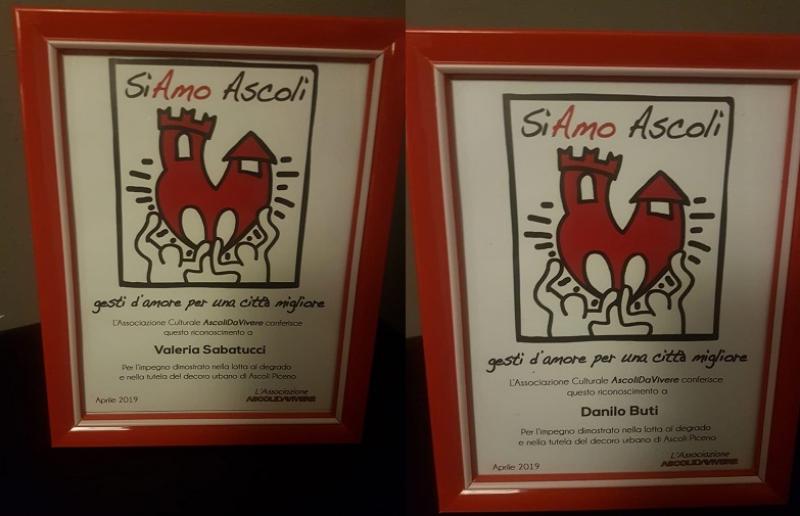 SiAmo Ascoli
gesti d'amore per una città migliore
L'Associazione Culturale AscoliDaVivere conferisce
questo riconoscimento a
Valeria Sabatucci
Per l'impegno dimostrato nella lotta al degrado
e nella tutela del decoro urbano di Ascoli Piceno
Aprile 2019
L'Associazione
ASCOLIDAVIVERE
SiAmo Ascoli
gesti d'amore per una città migliore
L'Associazione Culturale AscoliDaVivere conferisce
questo riconoscimento a
Danilo Buti
Per l'impegno dimostrato nella lotta al degrado
e nella tutela del decoro urbano di Ascoli Piceno
Aprile 2019
L'Associazione
ASCOLIDAVIVERE